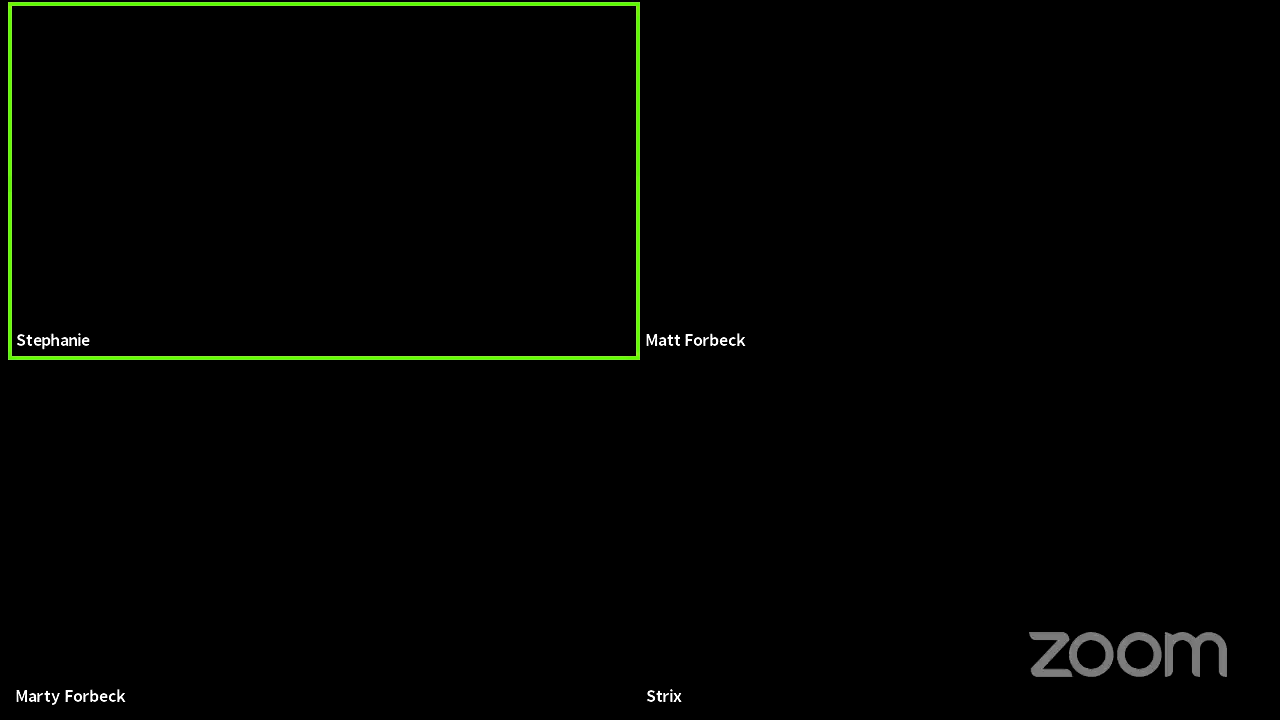 Stephanie
Matt Forbeck
zoom
Marty Forbeck
Strix